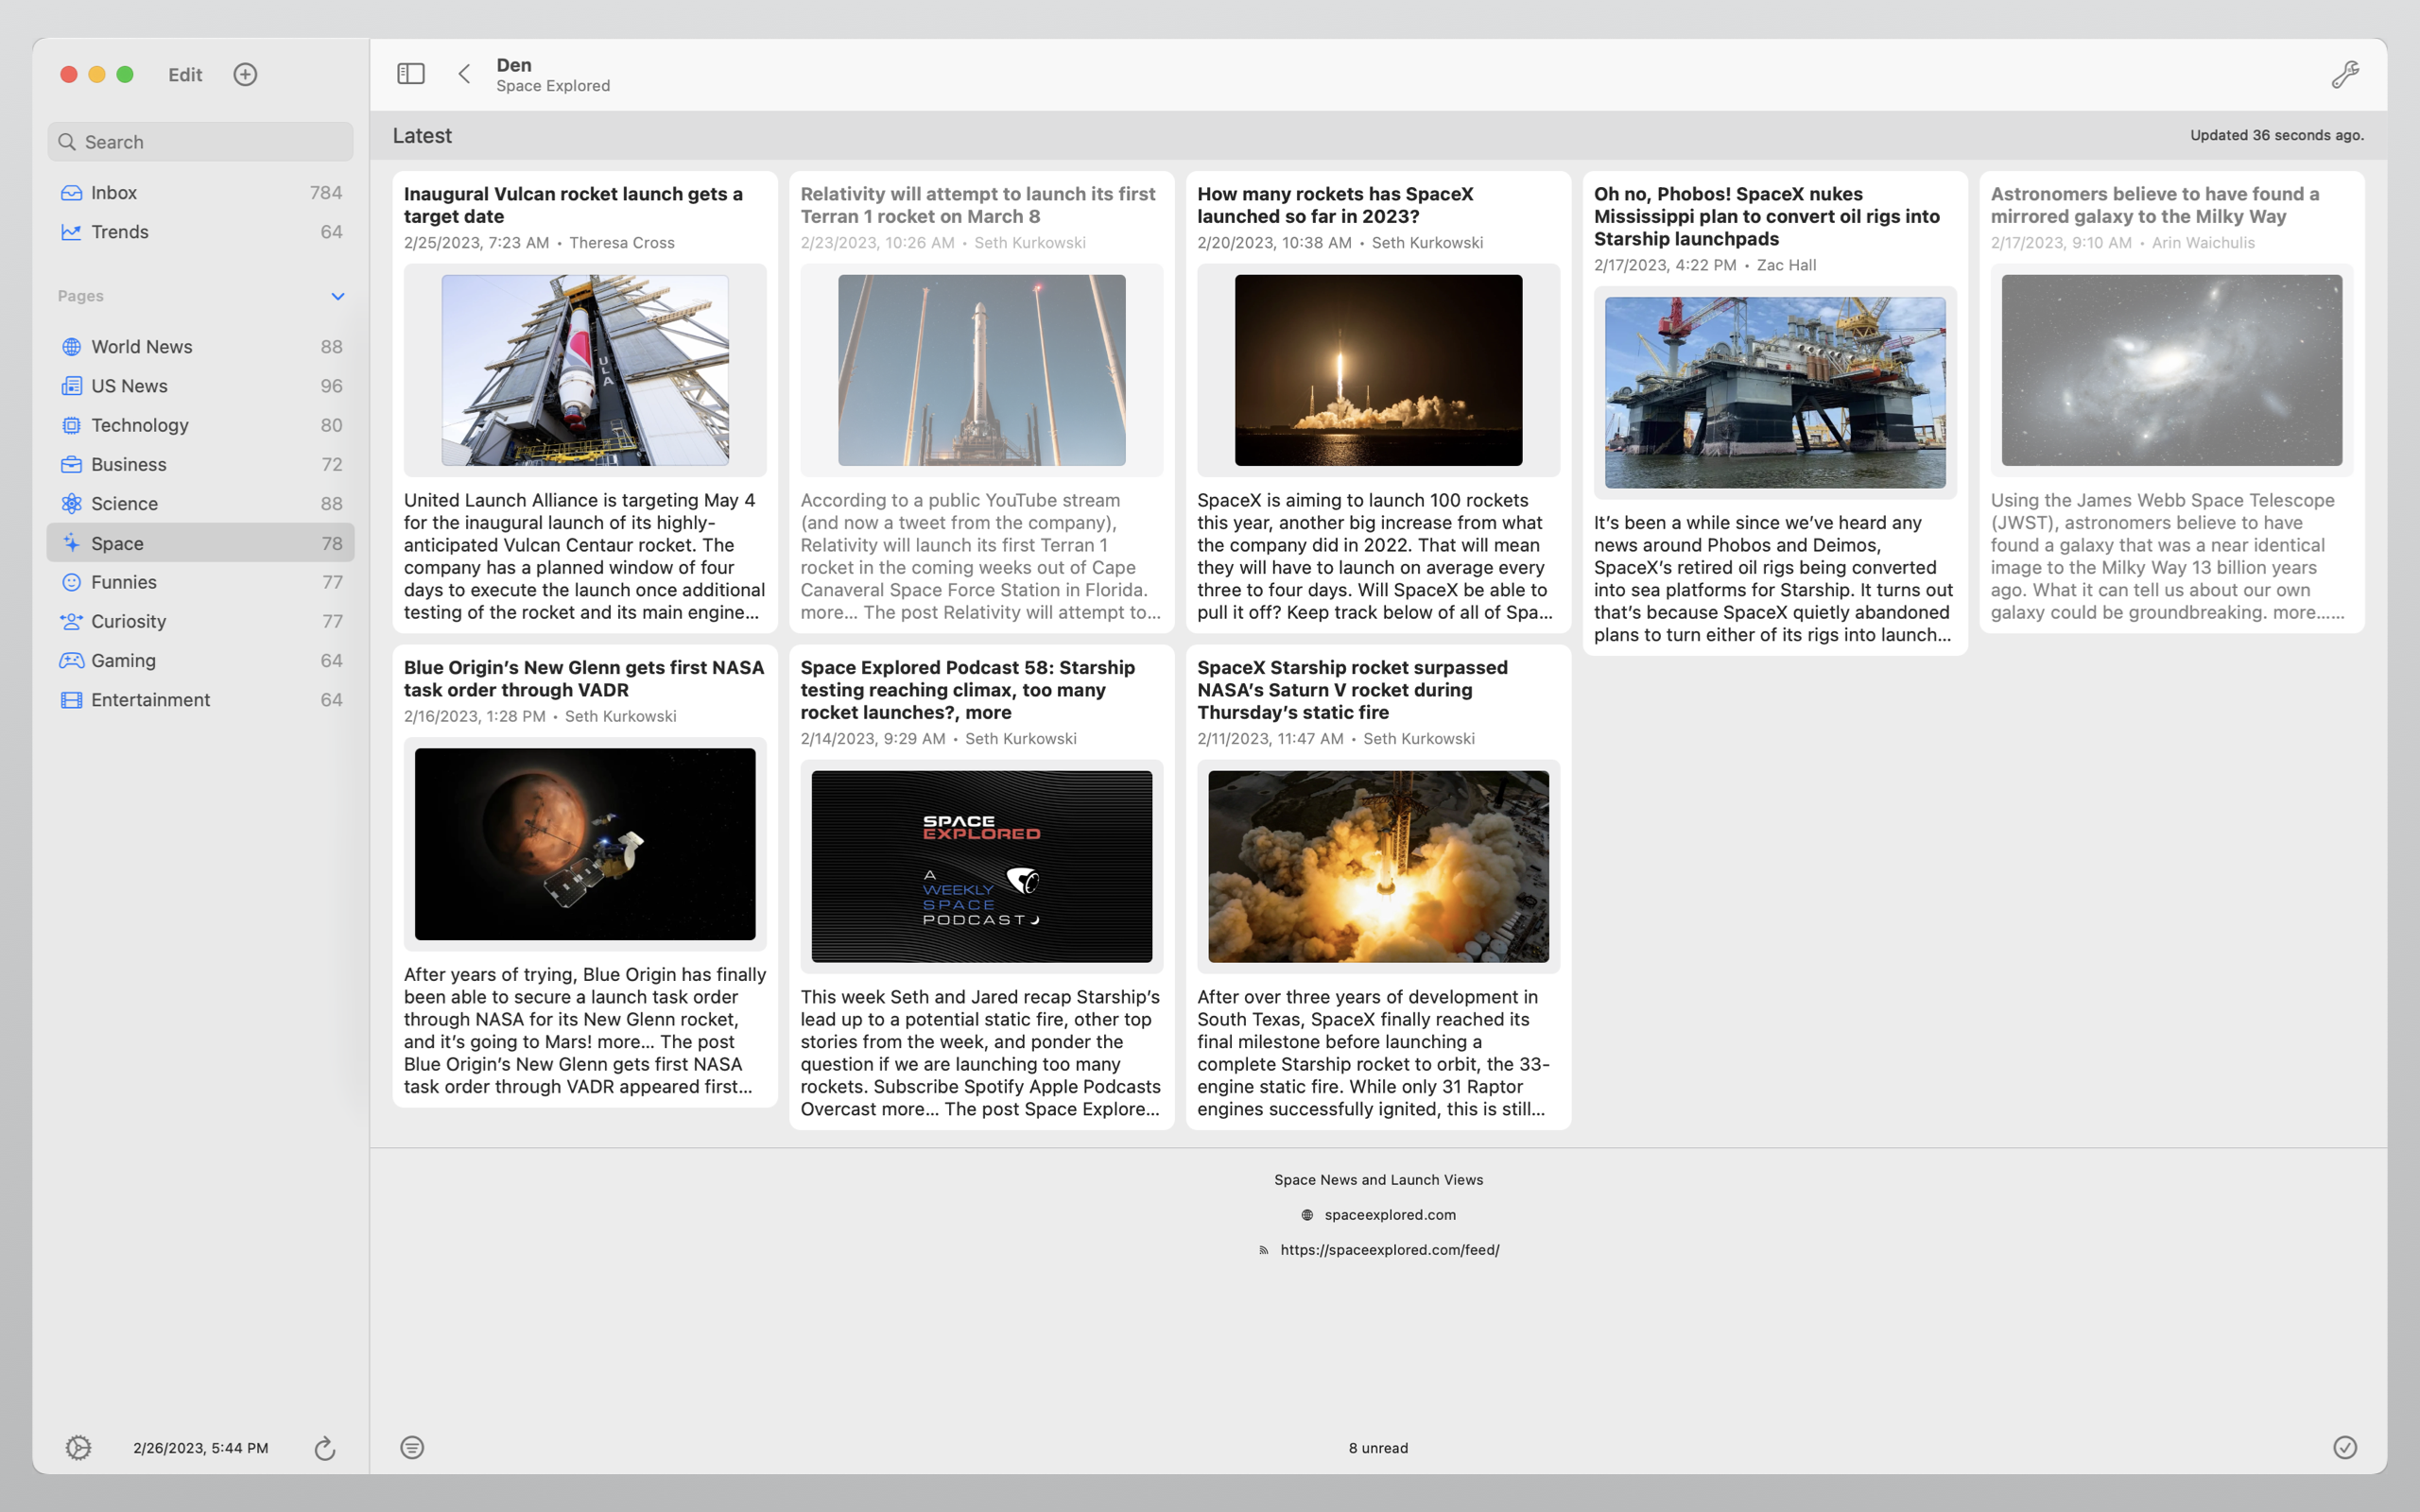 Edit
Search
Inbox 784
Trends 64
Pages
World News 88
US News 96
Technology 80
Business 72
Science 88
Space 78
Funnies 77
Curiosity 77
Gaming 64
Entertainment 64
2/26/2023, 5:44 PM
Den
Space Explored
Latest
Updated 36 seconds ago.
Inaugural Vulcan rocket launch gets a
target date
2/25/2023, 7:23 AM • Theresa Cross
ULA
United Launch Alliance is targeting May 4
for the inaugural launch of its highly-
anticipated Vulcan Centaur rocket. The
company has a planned window of four
days to execute the launch once additional
testing of the rocket and its main engine...
Relativity will attempt to launch its first
Terran 1 rocket on March 8
2/23/2023, 10:26 AM • Seth Kurkowski
According to a public YouTube stream
(and now a tweet from the company),
Relativity will launch its first Terran 1
rocket in the coming weeks out of Cape
Canaveral Space Force Station in Florida.
more... The post Relativity will attempt to...
How many rockets has SpaceX
launched so far in 2023?
2/20/2023, 10:38 AM • Seth Kurkowski
SpaceX is aiming to launch 100 rockets
this year, another big increase from what
the company did in 2022. That will mean
they will have to launch on average every
three to four days. Will SpaceX be able to
pull it off? Keep track below of all of Spa...
Oh no, Phobos! SpaceX nukes
Mississippi plan to convert oil rigs into
Starship launchpads
2/17/2023, 4:22 PM • Zac Hall
It’s been a while since we’ve heard any
news around Phobos and Deimos,
SpaceX’s retired oil rigs being converted
into sea platforms for Starship. It turns out
that’s because SpaceX quietly abandoned
plans to turn either of its rigs into launch...
Astronomers believe to have found a
mirrored galaxy to the Milky Way
2/17/2023, 9:10 AM • Arin Waichulis
Using the James Webb Space Telescope
(JWST), astronomers believe to have
found a galaxy that was a near identical
image to the Milky Way 13 billion years
ago. What it can tell us about our own
galaxy could be groundbreaking. more......
Blue Origin’s New Glenn gets first NASA
task order through VADR
2/16/2023, 1:28 PM • Seth Kurkowski
After years of trying, Blue Origin has finally
been able to secure a launch task order
through NASA for its New Glenn rocket,
and it’s going to Mars! more... The post
Blue Origin’s New Glenn gets first NASA
task order through VADR appeared first...
Space Explored Podcast 58: Starship
testing reaching climax, too many
rocket launches?, more
2/14/2023, 9:29 AM • Seth Kurkowski
SPACE
EXPLORED
A
WEEKLY
SPACE
PODCAST
This week Seth and Jared recap Starship’s
lead up to a potential static fire, other top
stories from the week, and ponder the
question if we are launching too many
rockets. Subscribe Spotify Apple Podcasts
Overcast more... The post Space Explore...
SpaceX Starship rocket surpassed
NASA’s Saturn V rocket during
Thursday’s static fire
2/11/2023, 11:47 AM • Seth Kurkowski
After over three years of development in
South Texas, SpaceX finally reached its
final milestone before launching a
complete Starship rocket to orbit, the 33-
engine static fire. While only 31 Raptor
engines successfully ignited, this is still...
Space News and Launch Views
spaceexplored.com
https://spaceexplored.com/feed/
8 unread